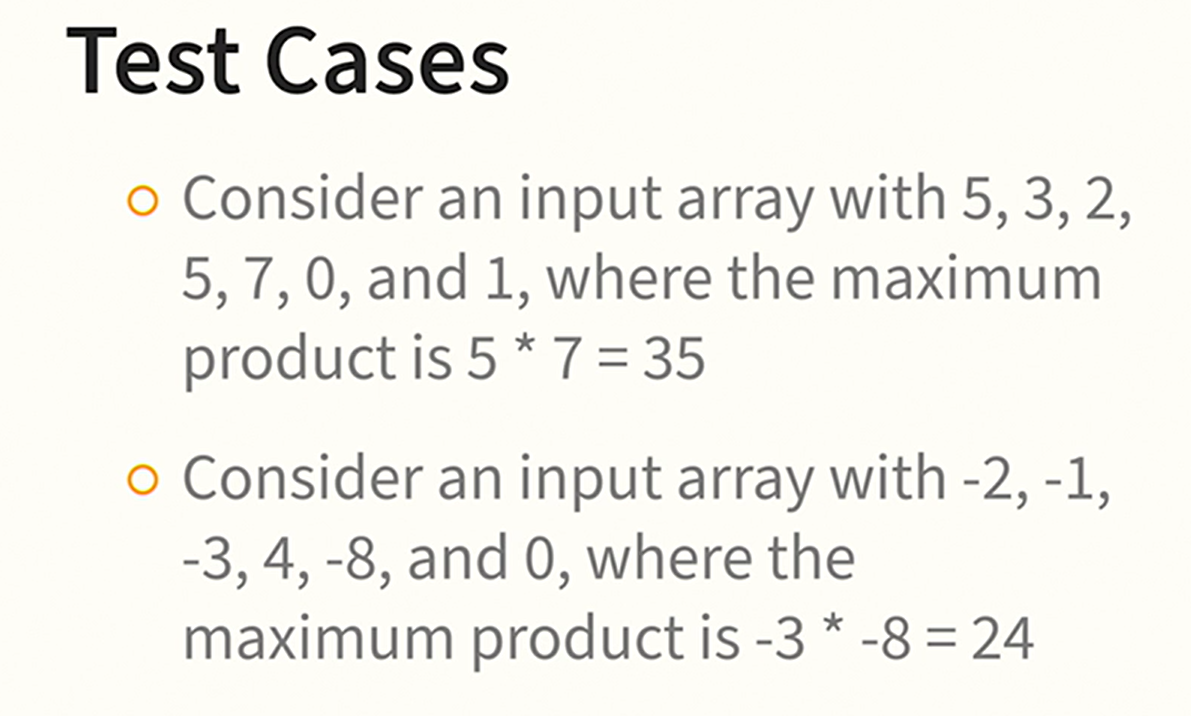 Test Cases
Consider an input array with 5, 3, 2,
5, 7, 0, and 1, where the maximum
product is 5 * 7 = 35
Consider an input array with -2, -1,
-3, 4, -8, and 0, where the
maximum product is -3 * -8 = 24